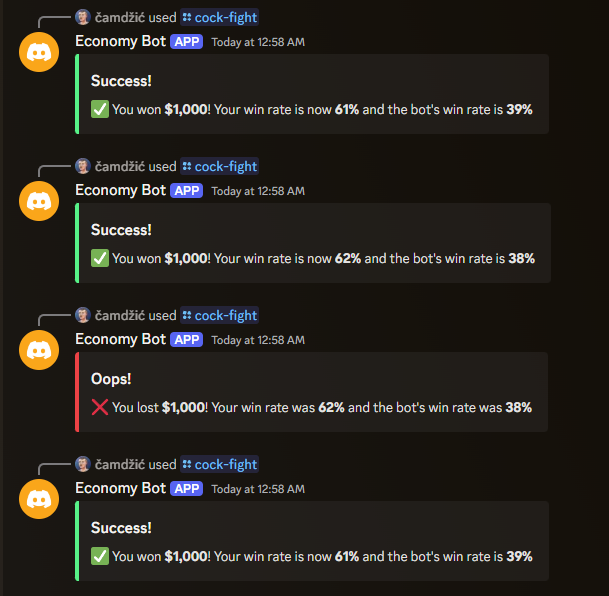 čamdžić used cock-fight
Economy Bot APP Today at 12:58 AM
Success!
✅ You won $1,000! Your win rate is now 61% and the bot's win rate is 39%
čamdžić used cock-fight
Economy Bot APP Today at 12:58 AM
Success!
✅ You won $1,000! Your win rate is now 62% and the bot's win rate is 38%
čamdžić used cock-fight
Economy Bot APP Today at 12:58 AM
Oops!
❌ You lost $1,000! Your win rate was 62% and the bot's win rate was 38%
čamdžić used cock-fight
Economy Bot APP Today at 12:58 AM
Success!
✅ You won $1,000! Your win rate is now 61% and the bot's win rate is 39%